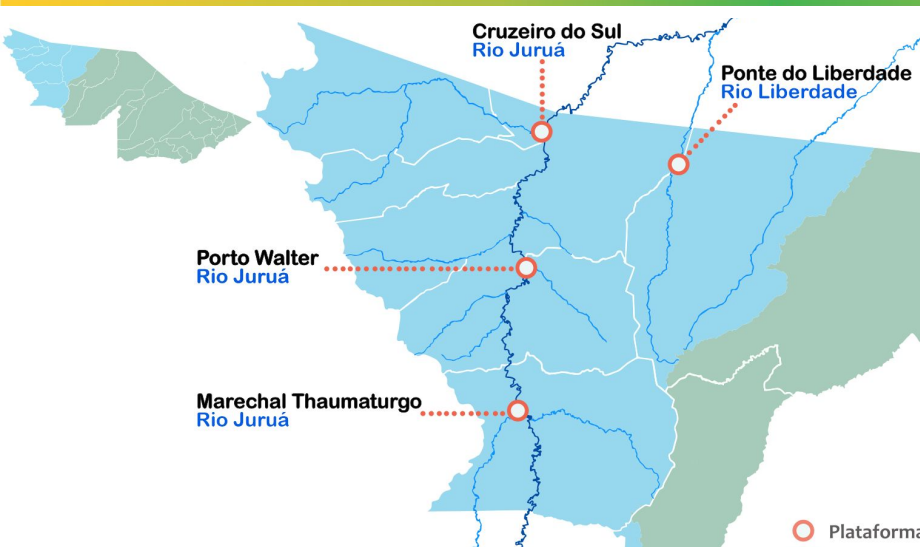 Cruzeiro do Sul
Rio Juruá
Ponte do Liberdade
Rio Liberdade
Porto Walter
Rio Juruá
Marechal Thaumaturgo
Rio Juruá
Plataforma